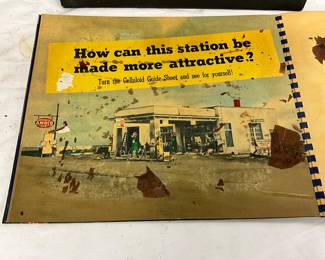 How can this station be
made more attractive?
Turn the Celluloid Guide Sheet and see for yourself!